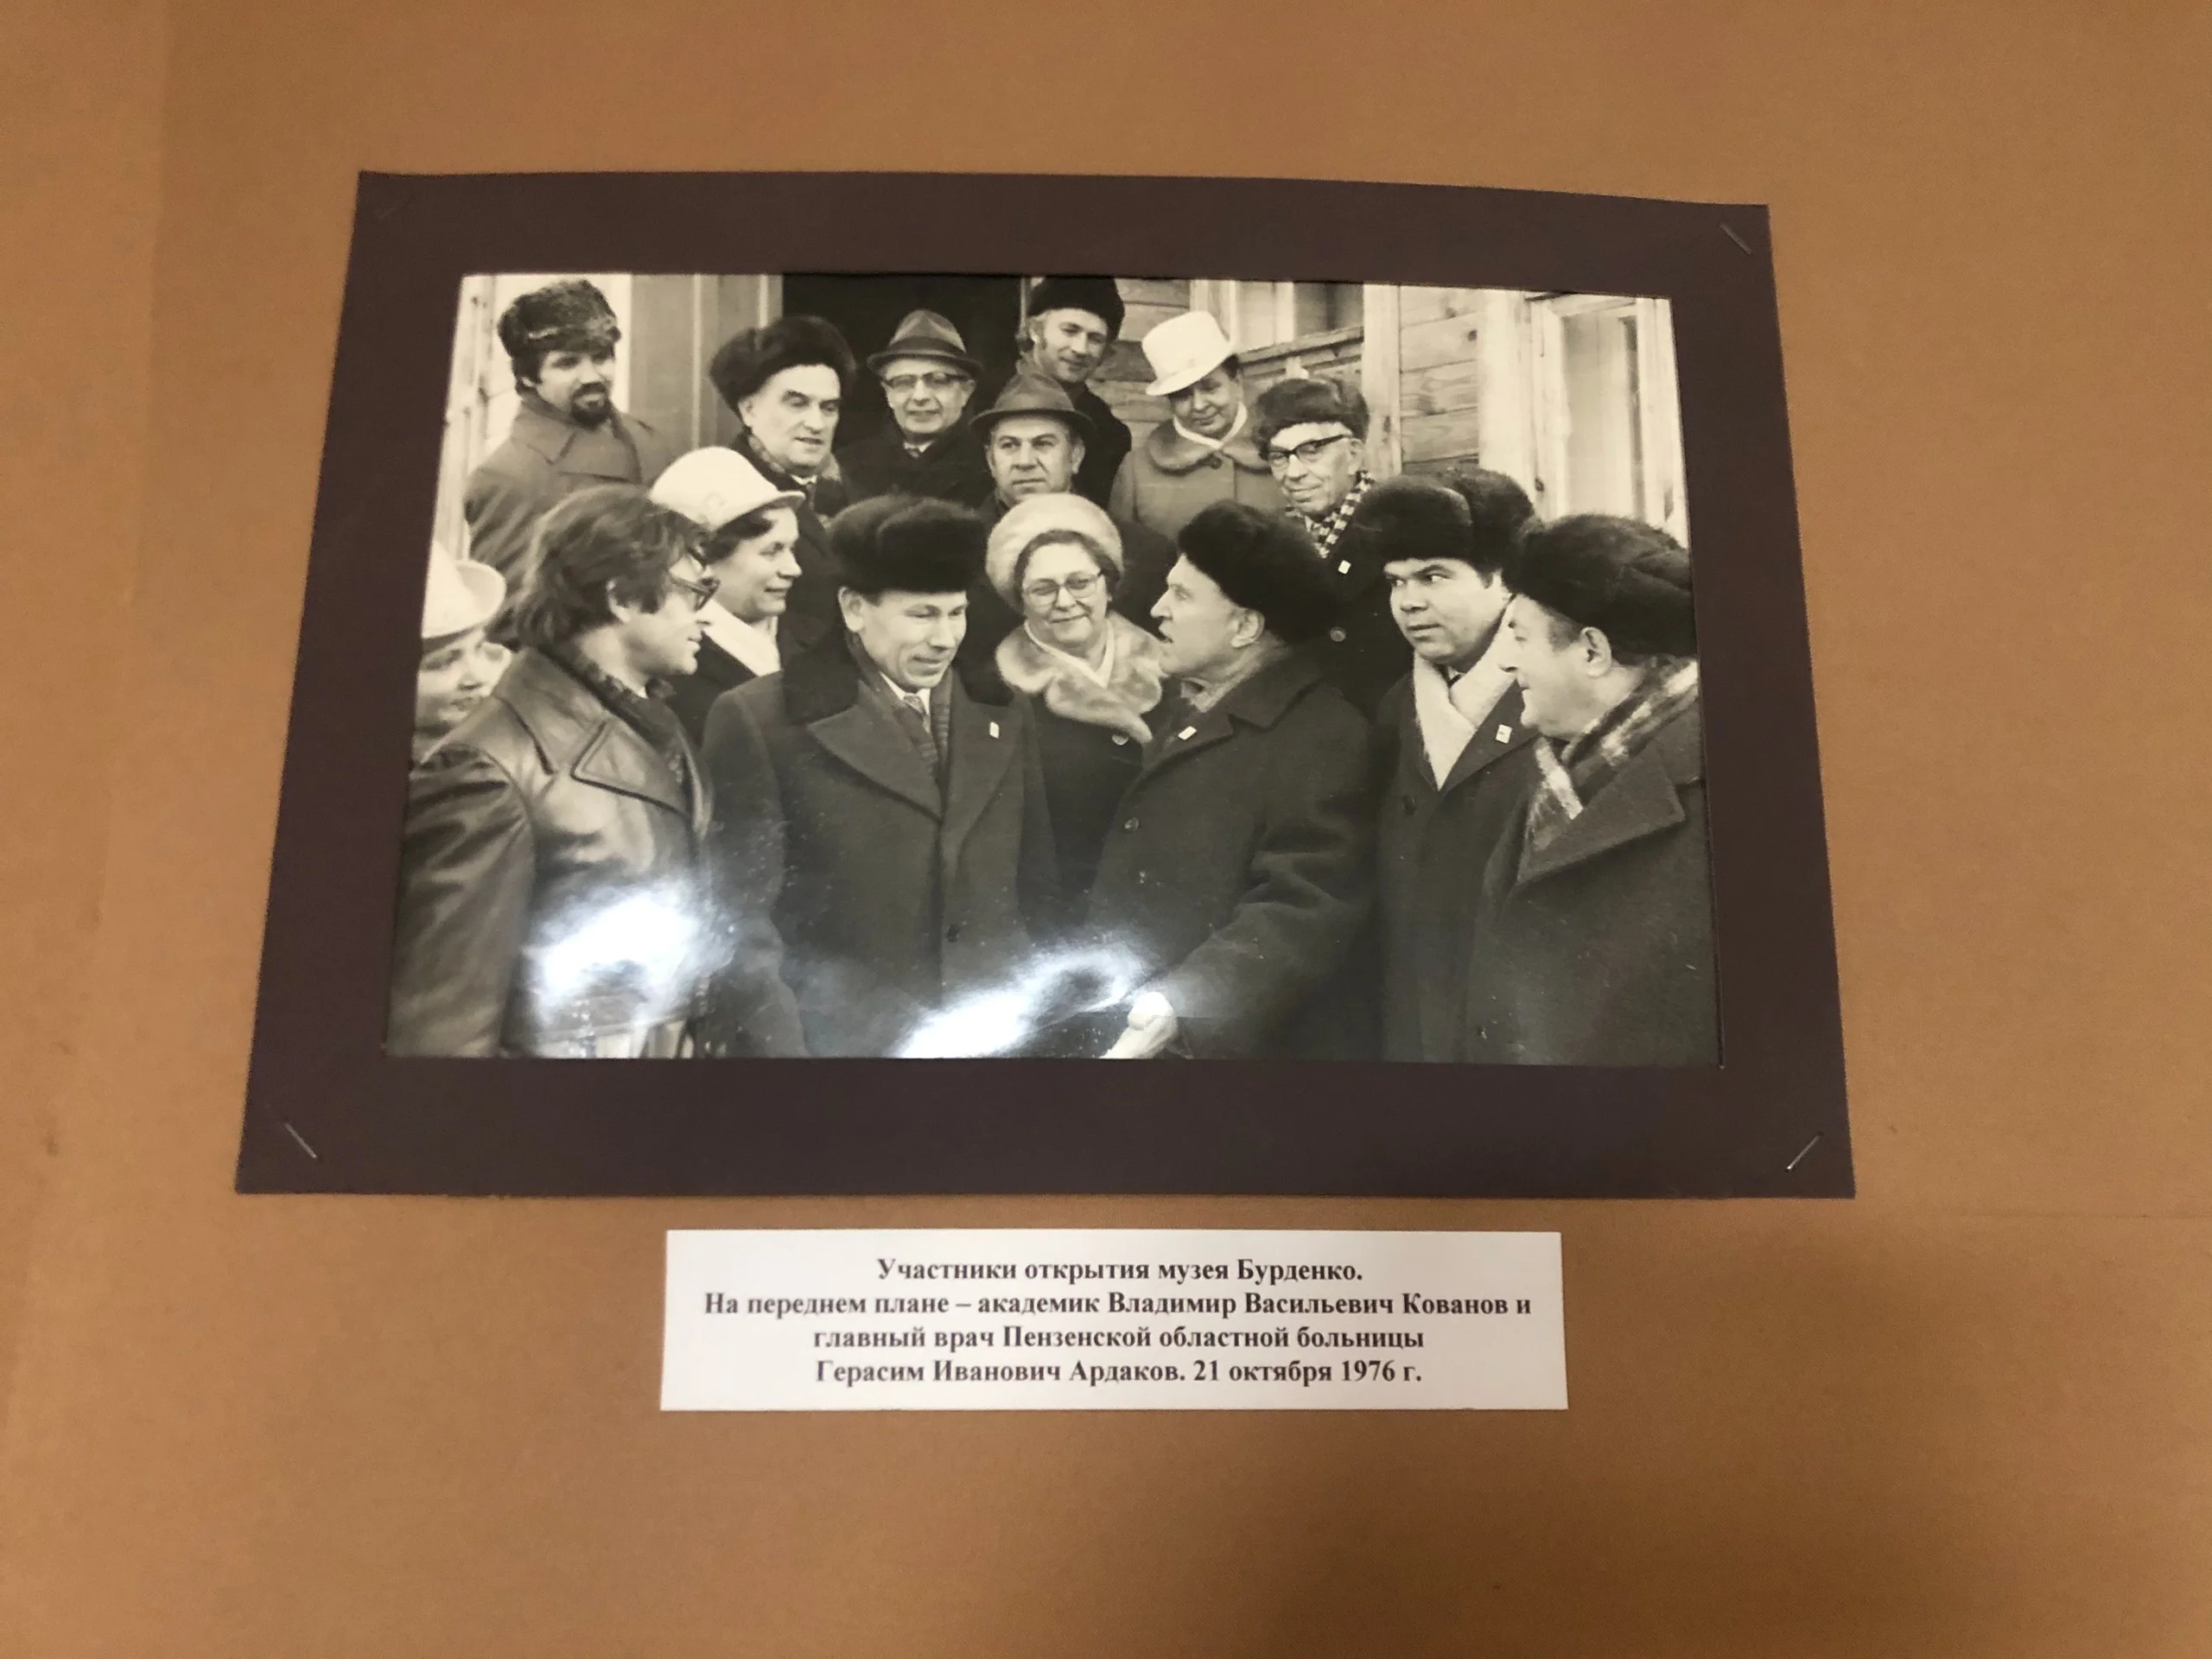 Участники открытия музея Бурденко.
На переднем плане – академик Владимир Васильевич Кованов и
главный врач Пензенской областной больницы
Герасим Иванович Ардаков. 21 октября 1976 г.